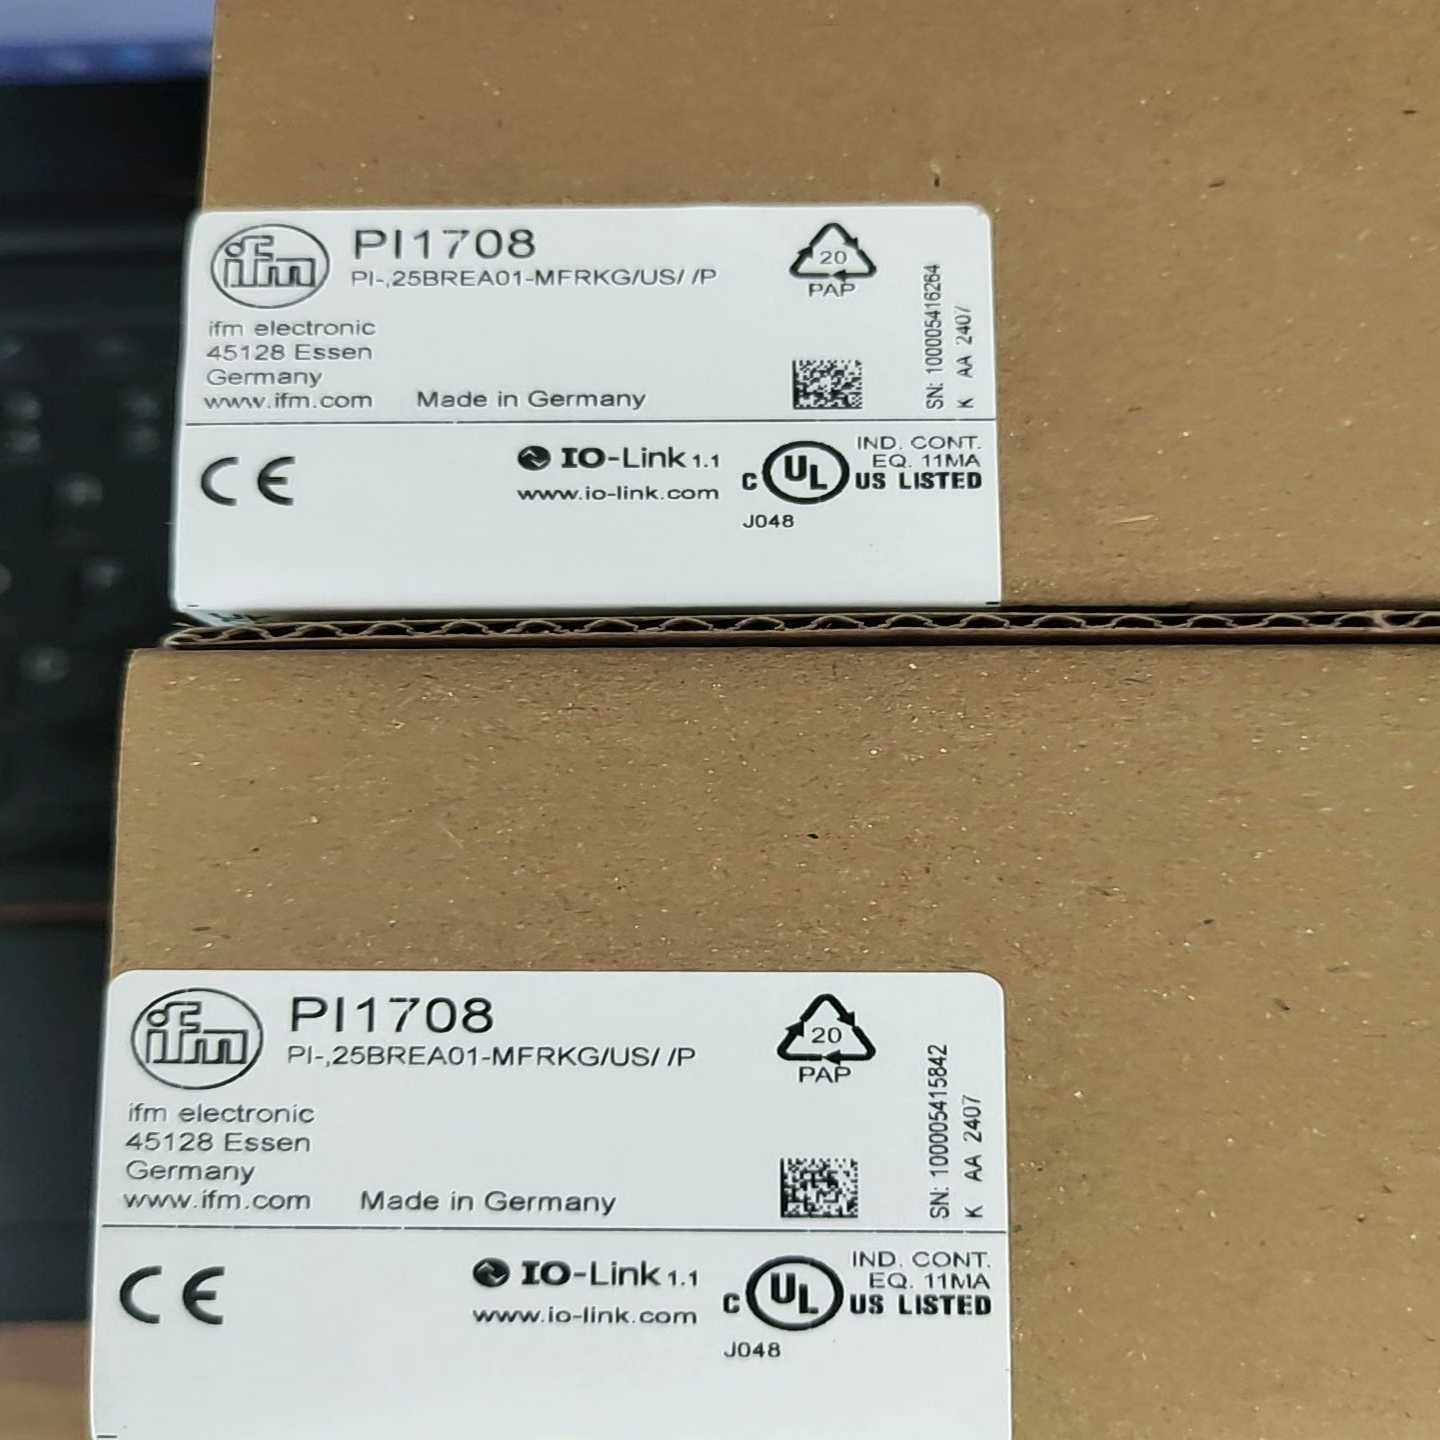 ifm
PI1708
PI-,25BREA01-MFRKG/US/ /P
20
PAP
ifm electronic
45128 Essen
Germany
www.ifm.com
Made in Germany
SN: 100005416264
K AA 2407
CE
IO-Link 1.1
www.io-link.com
c UL US LISTED
IND. CONT.
EQ. 11MA
J048
ifm
PI1708
PI-,25BREA01-MFRKG/US/ /P
20
PAP
ifm electronic
45128 Essen
Germany
www.ifm.com
Made in Germany
SN: 100005415842
K AA 2407
CE
IO-Link 1.1
www.io-link.com
c UL US LISTED
IND. CONT.
EQ. 11MA
J048